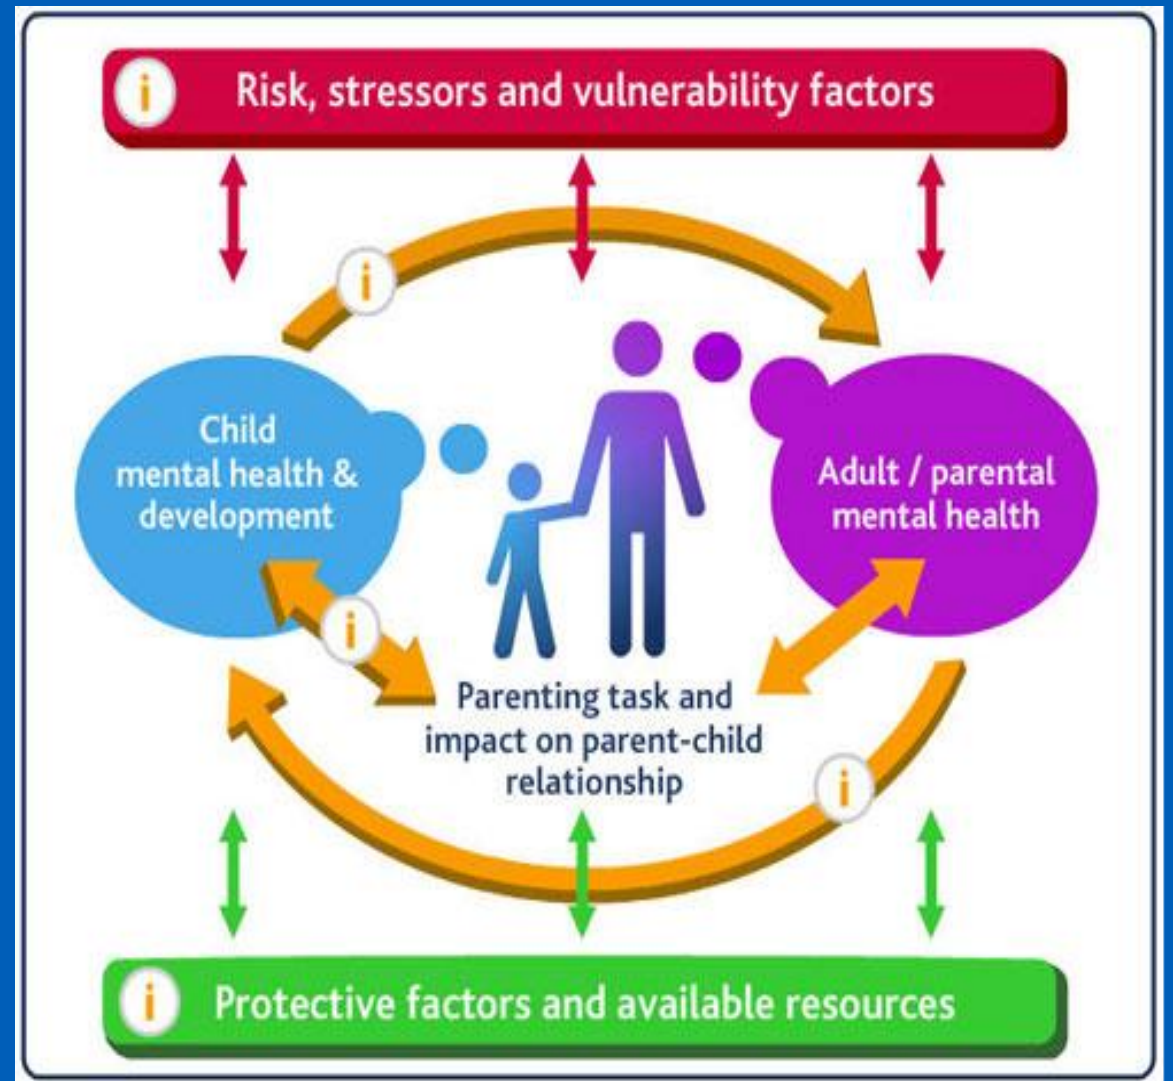 i
Risk, stressors and vulnerability factors
i
Child
mental health &
development
Adult / parental
mental health
i
Parenting task and
impact on parent-child
relationship
i
i
Protective factors and available resources